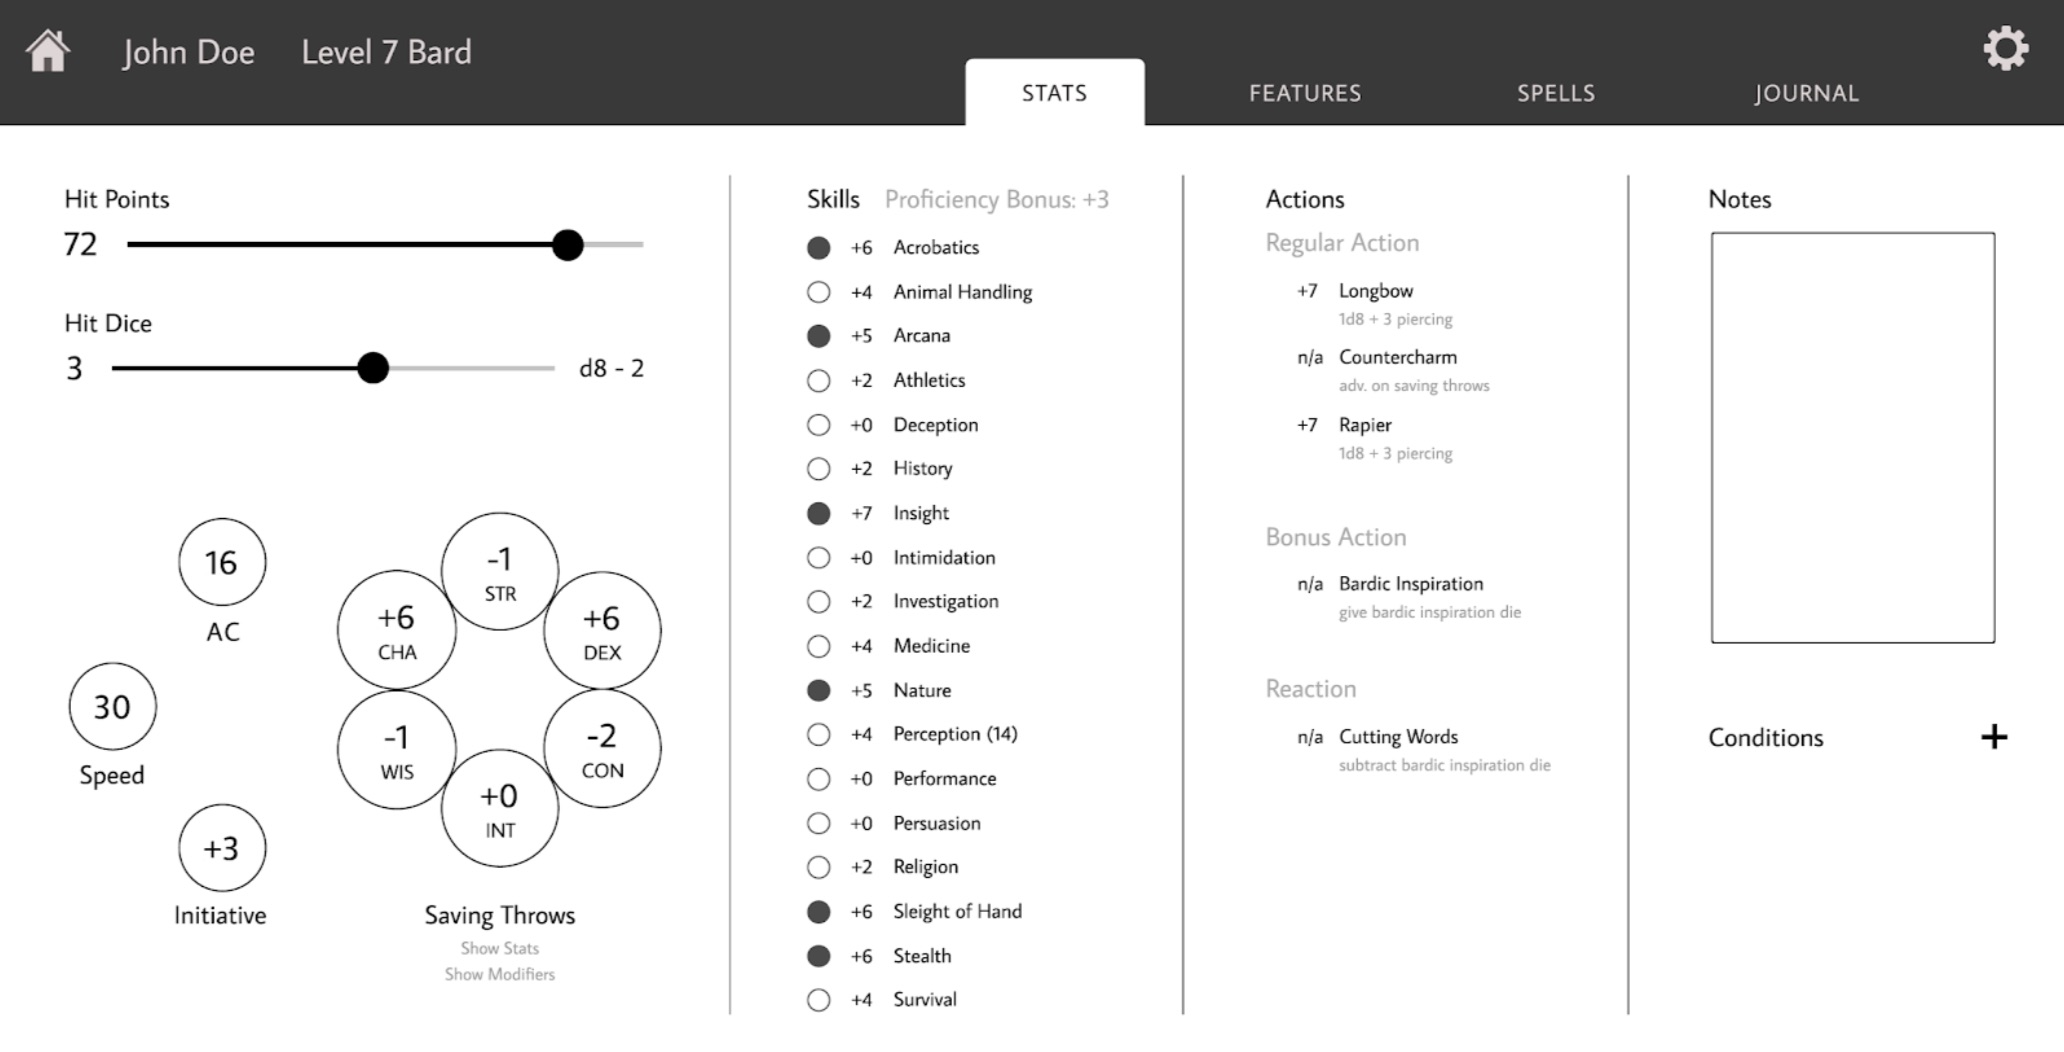 John Doe Level 7 Bard
STATS FEATURES SPELLS JOURNAL
Hit Points
72
Hit Dice
3 d8 - 2
16
AC
30
Speed
+3
Initiative
-1
STR
+6
DEX
-2
CON
+0
INT
-1
WIS
+6
CHA
Saving Throws
Show Stats
Show Modifiers
Skills Proficiency Bonus: +3
+6 Acrobatics
+4 Animal Handling
+5 Arcana
+2 Athletics
+0 Deception
+2 History
+7 Insight
+0 Intimidation
+2 Investigation
+4 Medicine
+5 Nature
+4 Perception (14)
+0 Performance
+0 Persuasion
+2 Religion
+6 Sleight of Hand
+6 Stealth
+4 Survival
Actions
Regular Action
+7 Longbow
1d8 + 3 piercing
n/a Countercharm
adv. on saving throws
+7 Rapier
1d8 + 3 piercing
Bonus Action
n/a Bardic Inspiration
give bardic inspiration die
Reaction
n/a Cutting Words
subtract bardic inspiration die
Notes
Conditions +